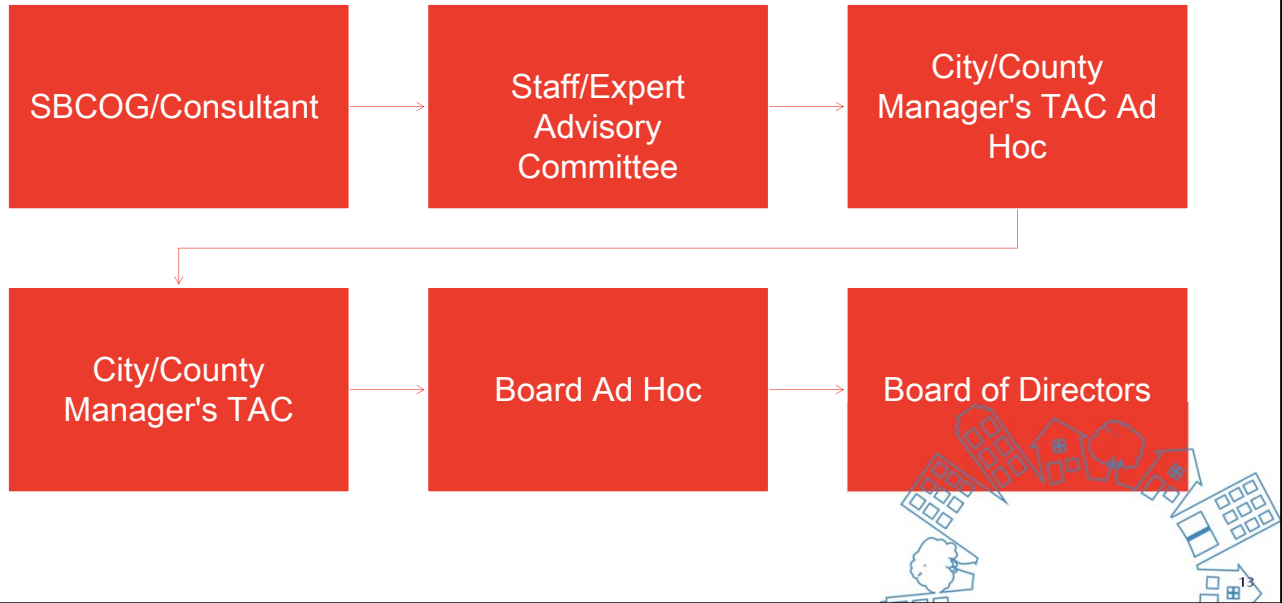 SBCOG/Consultant
Staff/Expert
Advisory
Committee
City/County
Manager's TAC Ad
Hoc
City/County
Manager's TAC
Board Ad Hoc
Board of Directors
13